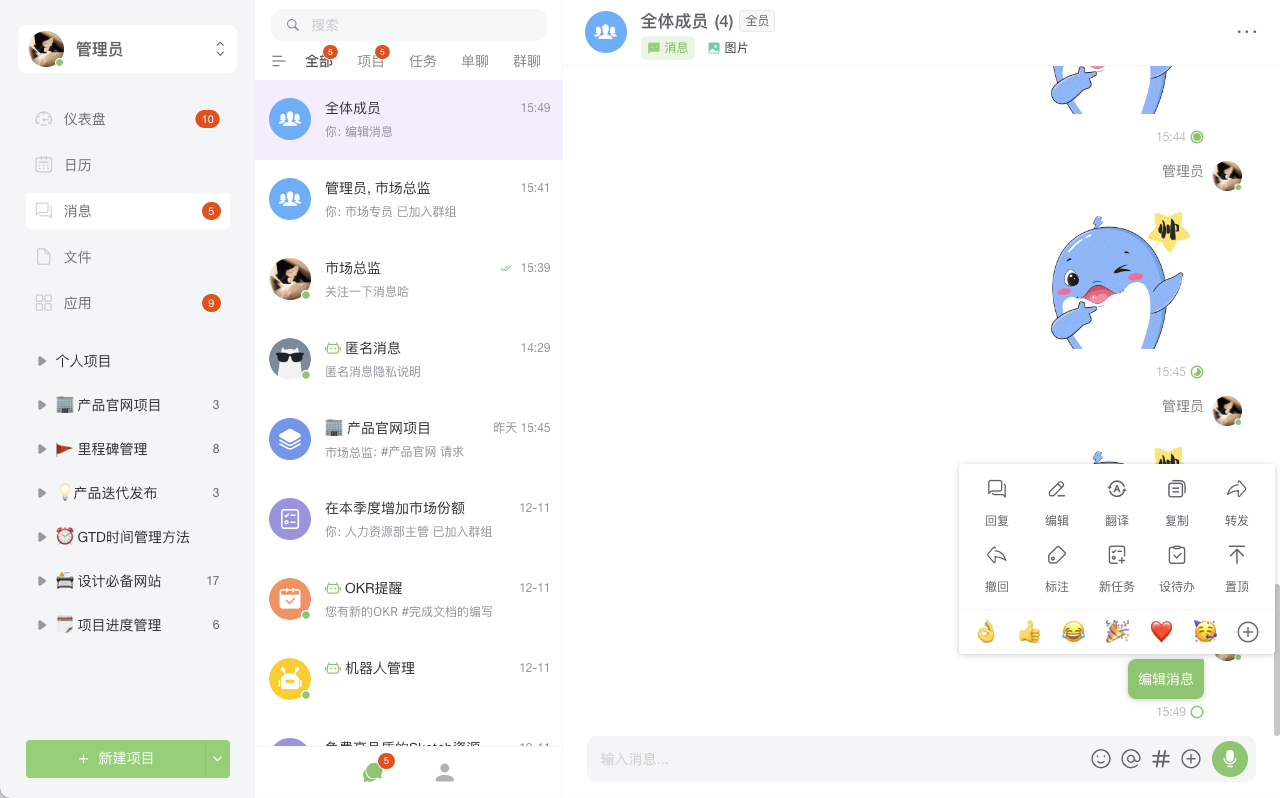 管理员
仪表盘
10
日历
消息
5
文件
应用
9
个人项目
产品官网项目
3
里程碑管理
8
产品迭代发布
3
GTD时间管理方法
设计必备网站
17
项目进度管理
6
+ 新建项目
搜索
全部
5
项目
5
任务
单聊
群聊
全体成员
15:49
你: 编辑消息
管理员, 市场总监
15:41
你: 市场专员 已加入群组
市场总监
15:39
关注一下消息哈
匿名消息
14:29
匿名消息隐私说明
产品官网项目
昨天 15:45
市场总监: #产品官网 请求
在本季度增加市场份额
12-11
你: 人力资源部主管 已加入群组
OKR提醒
12-11
您有新的OKR #完成文档的编写
机器人管理
12-11
免费高品质的Sketch资源
12-11
5
全体成员 (4)
全员
消息
图片
15:44
管理员
帅
15:45
管理员
帅
回复
编辑
翻译
复制
转发
撤回
标注
新任务
设待办
置顶
编辑消息
15:49
输入消息...